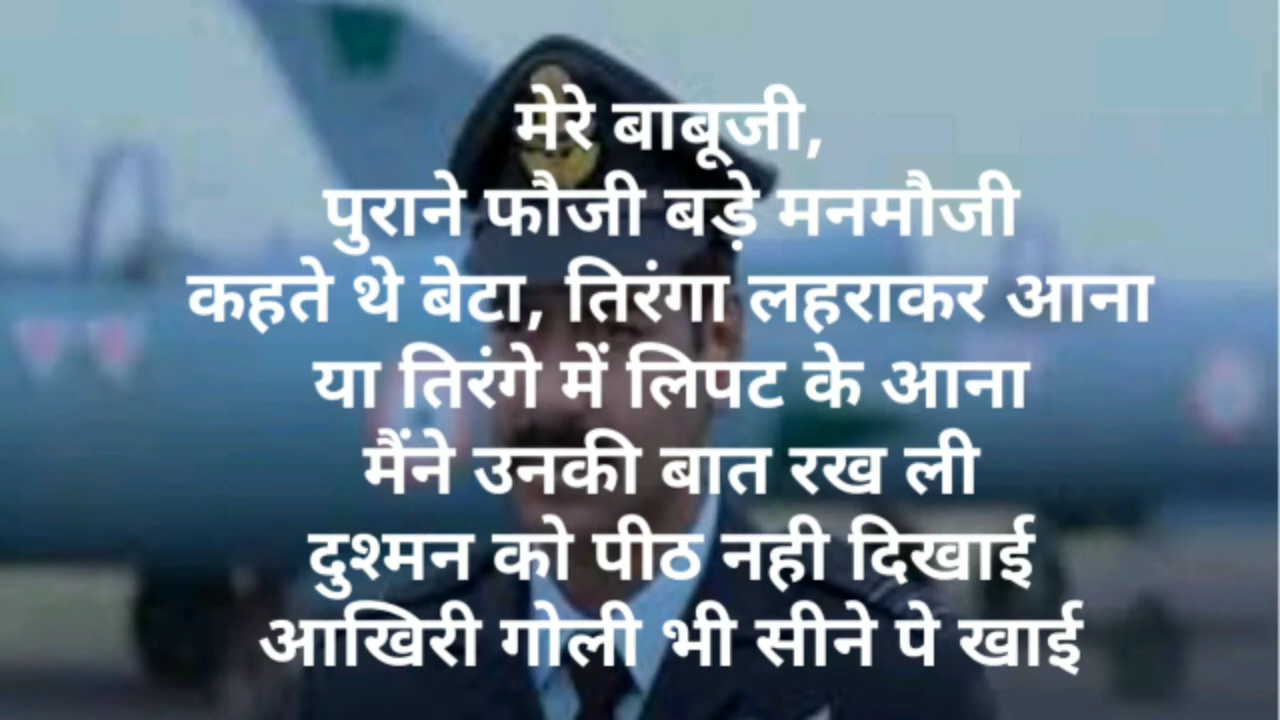 मेरे बाबूजी,
पुराने फौजी बड़े मनमौजी
कहते थे बेटा, तिरंगा लहराकर आना
या तिरंगे में लिपट के आना
मैंने उनकी बात रख ली
दुश्मन को पीठ नही दिखाई
आखिरी गोली भी सीने पे खाई